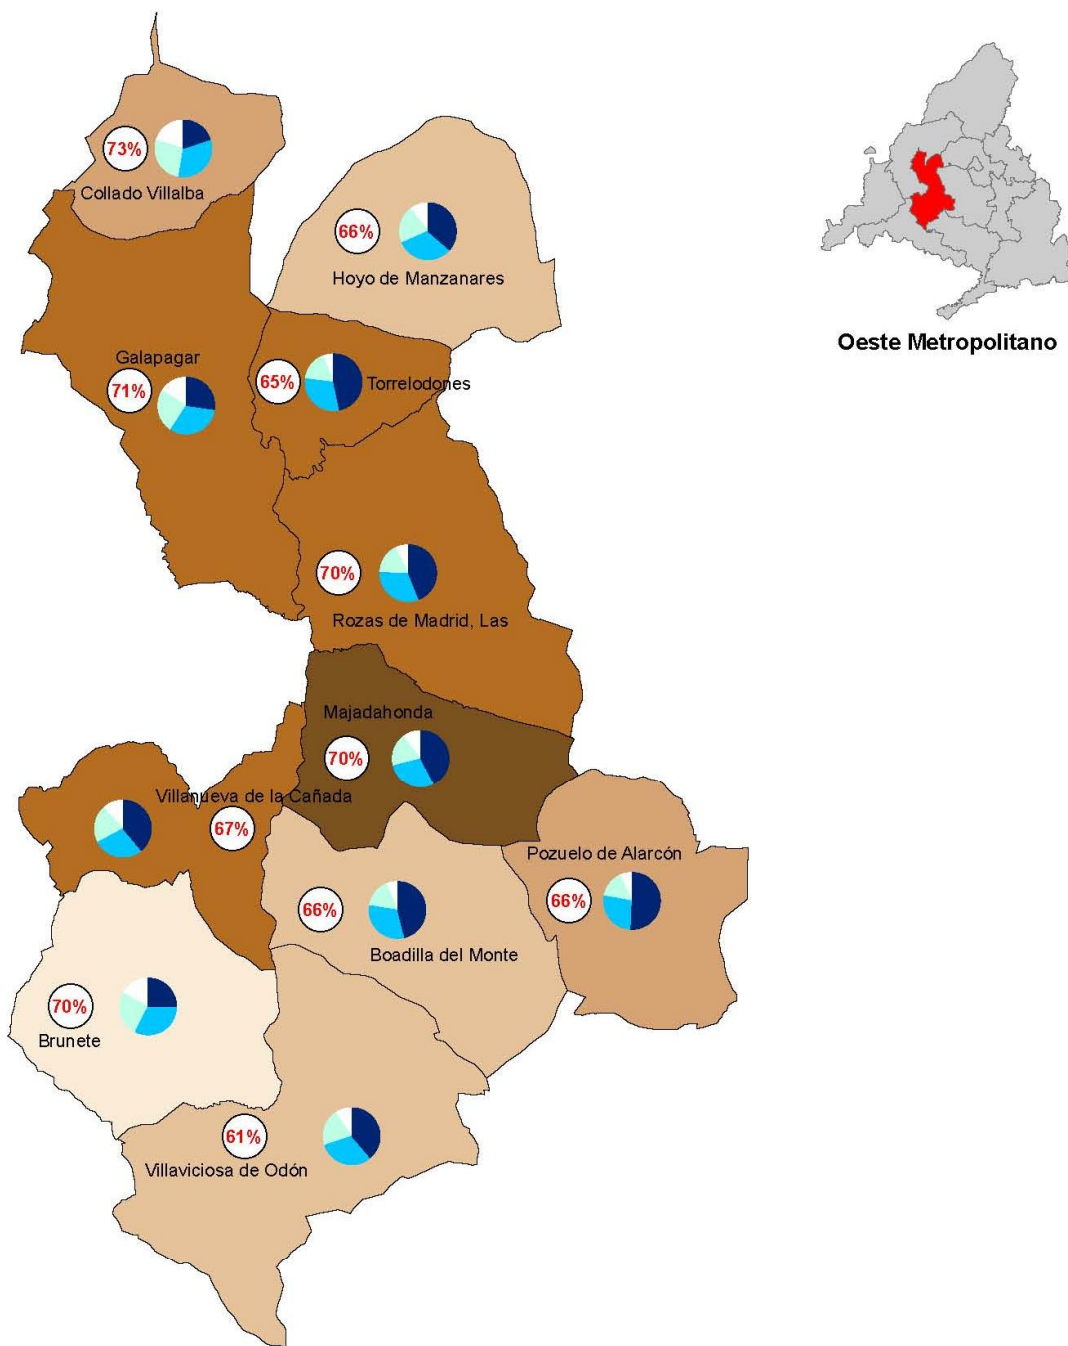 73%
Collado Villalba
66%
Hoyo de Manzanares
Oeste Metropolitano
Galapagar
71%
65%
Torrelodones
70%
Rozas de Madrid, Las
Majadahonda
70%
Villanueva de la Cañada
67%
Pozuelo de Alarcón
66%
66%
Boadilla del Monte
70%
Brunete
61%
Villaviciosa de Odón